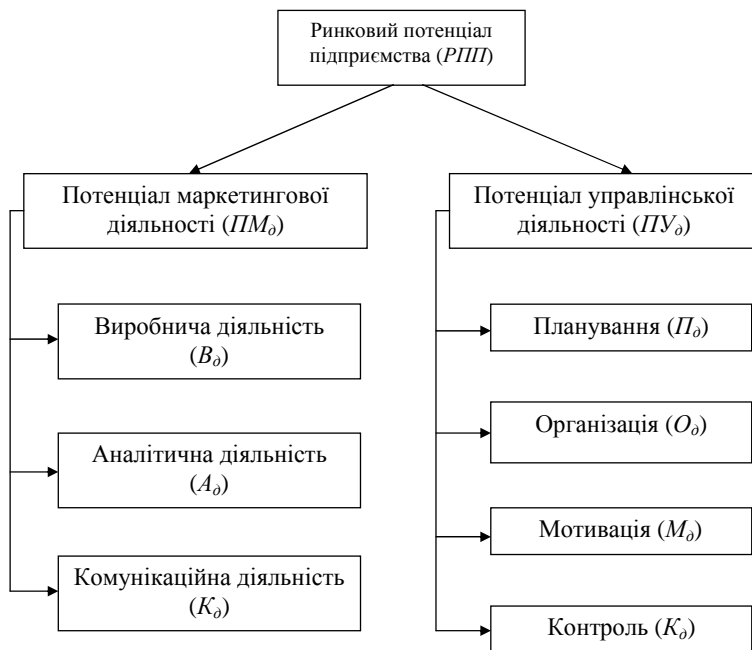 Ринковий потенціал
підприємства (РПП)
Потенціал маркетингової
діяльності (ПМд)
Потенціал управлінської
діяльності (ПУд)
Виробнича діяльність
(Вд)
Аналітична діяльність
(Ад)
Комунікаційна діяльність
(Кд)
Планування (Пд)
Організація (Од)
Мотивація (Мд)
Контроль (Кд)